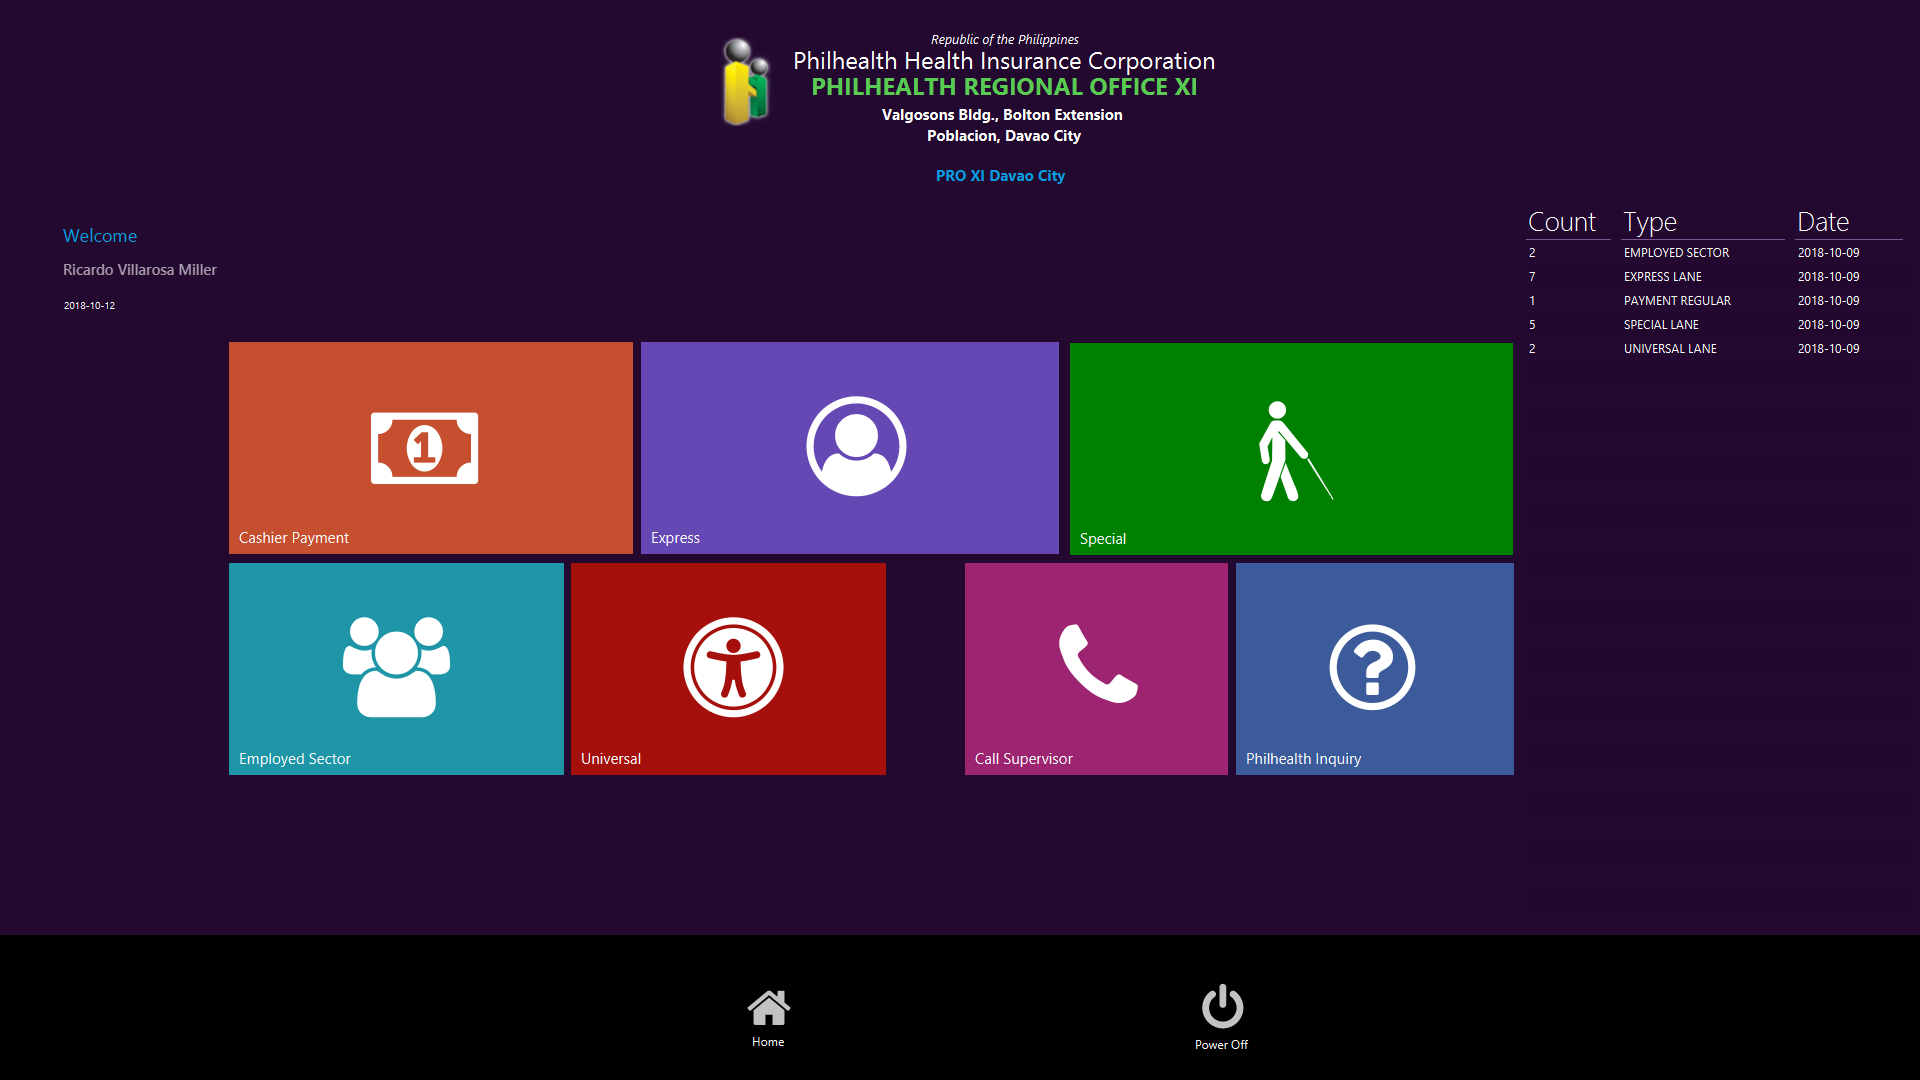 Republic of the Philippines
Philhealth Health Insurance Corporation
PHILHEALTH REGIONAL OFFICE XI
Valgosons Bldg., Bolton Extension
Poblacion, Davao City
PRO XI Davao City
Welcome
Ricardo Villarosa Miller
2018-10-12
Count Type Date
2 EMPLOYED SECTOR 2018-10-09
7 EXPRESS LANE 2018-10-09
1 PAYMENT REGULAR 2018-10-09
5 SPECIAL LANE 2018-10-09
2 UNIVERSAL LANE 2018-10-09
1
Cashier Payment
Express
Special
?
Employed Sector
Universal
Call Supervisor
Philhealth Inquiry
Home
Power Off